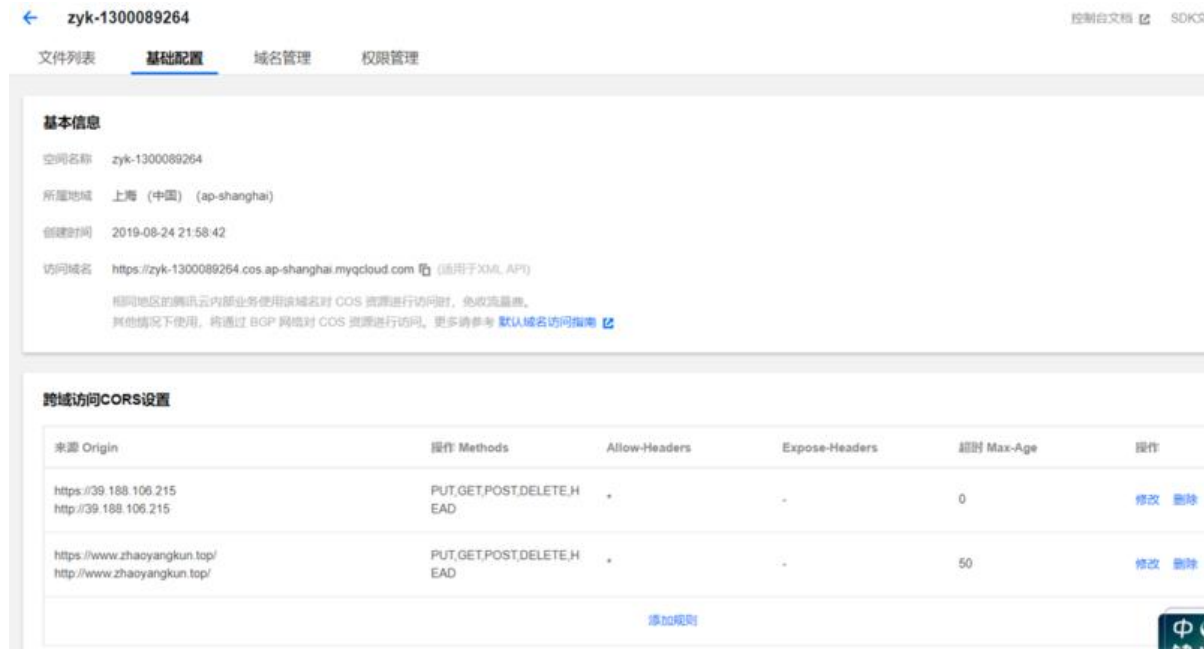 zyk-1300089264
控制台文档 SDK
文件列表 基础配置 域名管理 权限管理
基本信息
空间名称 zyk-1300089264
所属地域 上海 (中国) (ap-shanghai)
创建时间 2019-08-24 21:58:42
访问域名 https://zyk-1300089264.cos.ap-shanghai.myqcloud.com (适用于XML API)
相同地区的腾讯云内部业务使用该域名对 COS 资源进行访问时，免收流量费。
其他情况下使用，将通过 BGP 网络对 COS 资源进行访问。更多请参考 默认域名访问指南
跨域访问CORS设置
来源 Origin 操作 Methods Allow-Headers Expose-Headers 超时 Max-Age 操作
https://39.188.106.215
http://39.188.106.215
PUT,GET,POST,DELETE,H
EAD
* - 0 修改 删除
https://www.zhaoyangkun.top/
http://www.zhaoyangkun.top/
PUT,GET,POST,DELETE,H
EAD
* - 50 修改 删除
添加规则
中